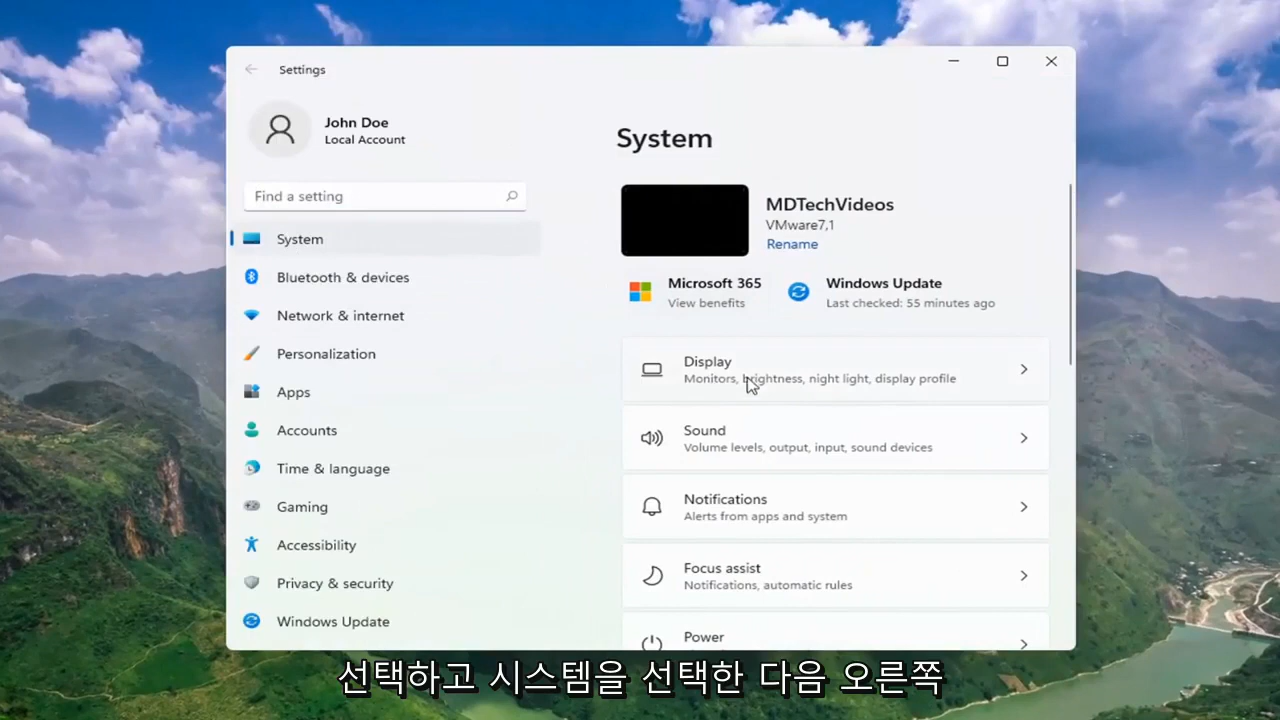 Settings
John Doe
Local Account
Find a setting
System
Bluetooth & devices
Network & internet
Personalization
Apps
Accounts
Time & language
Gaming
Accessibility
Privacy & security
Windows Update
System
MDTechVideos
VMware7,1
Rename
Microsoft 365
View benefits
Windows Update
Last checked: 55 minutes ago
Display
Monitors, brightness, night light, display profile
Sound
Volume levels, output, input, sound devices
Notifications
Alerts from apps and system
Focus assist
Notifications, automatic rules
Power
선택하고 시스템을 선택한 다음 오른쪽